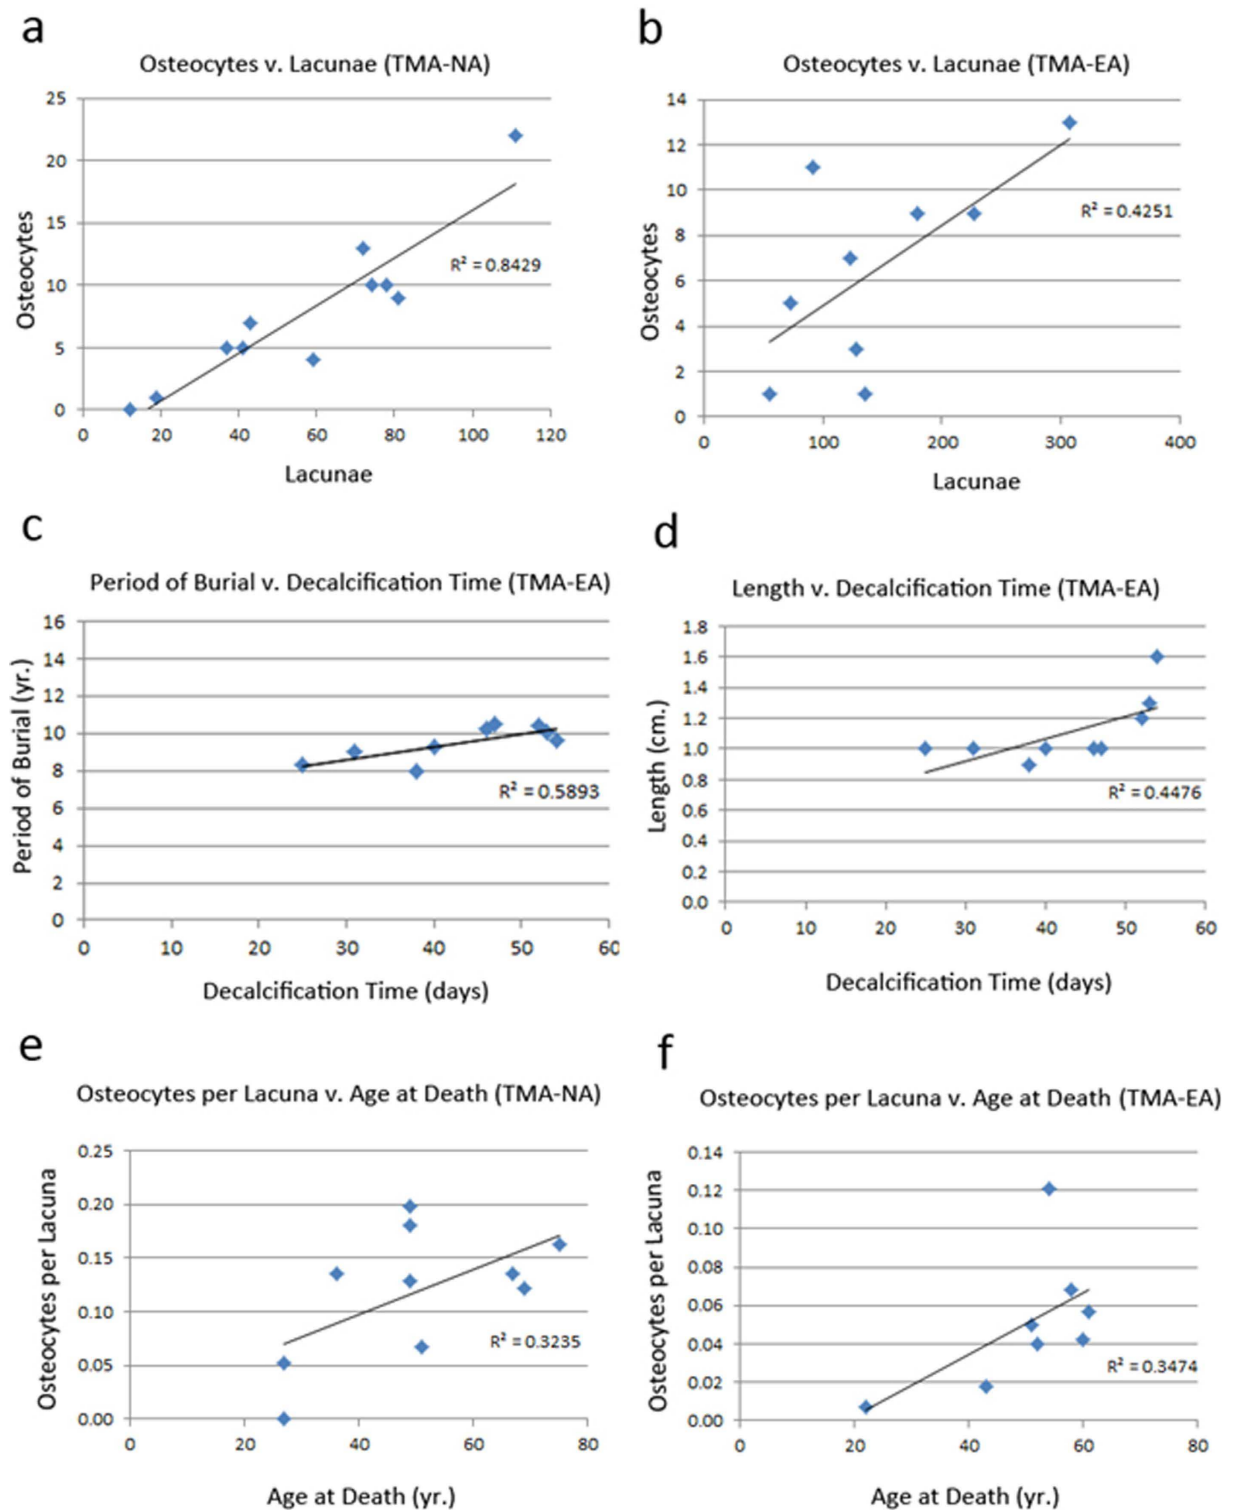 a
Osteocytes v. Lacunae (TMA-NA)
25
20
15
10
5
0
Osteocytes
R² = 0.8429
0 20 40 60 80 100 120
Lacunae
b
Osteocytes v. Lacunae (TMA-EA)
14
12
10
8
6
4
2
0
Osteocytes
R² = 0.4251
0 100 200 300 400
Lacunae
c
Period of Burial v. Decalcification Time (TMA-EA)
16
14
12
10
8
6
4
2
0
Period of Burial (yr.)
R² = 0.5893
0 10 20 30 40 50 60
Decalcification Time (days)
d
Length v. Decalcification Time (TMA-EA)
1.8
1.6
1.4
1.2
1.0
0.8
0.6
0.4
0.2
0.0
Length (cm.)
R² = 0.4476
0 10 20 30 40 50 60
Decalcification Time (days)
e
Osteocytes per Lacuna v. Age at Death (TMA-NA)
0.25
0.20
0.15
0.10
0.05
0.00
Osteocytes per Lacuna
R² = 0.3235
0 20 40 60 80
Age at Death (yr.)
f
Osteocytes per Lacuna v. Age at Death (TMA-EA)
0.14
0.12
0.10
0.08
0.06
0.04
0.02
0.00
Osteocytes per Lacuna
R² = 0.3474
0 20 40 60 80
Age at Death (yr.)